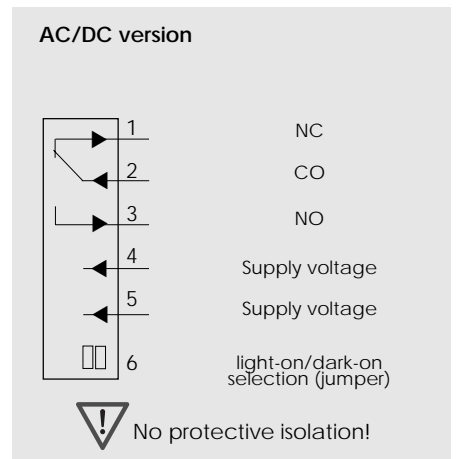 AC/DC version
1 NC
2 CO
3 NO
4 Supply voltage
5 Supply voltage
6 light-on/dark-on
selection (jumper)
! No protective isolation!